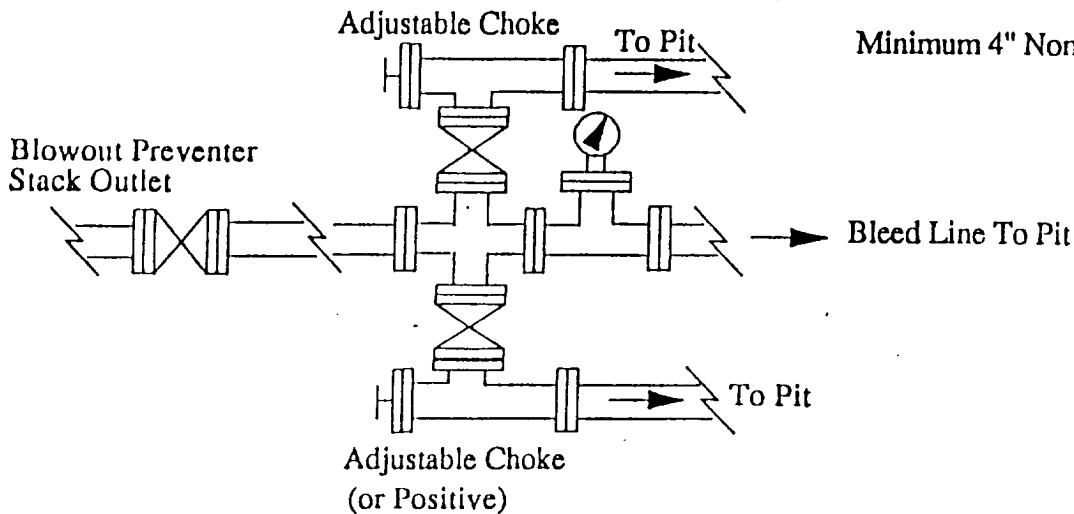 Adjustable Choke
To Pit
Minimum 4"
Blowout Preventer
Stack Outlet
Bleed Line To Pit
To Pit
Adjustable Choke
(or Positive)